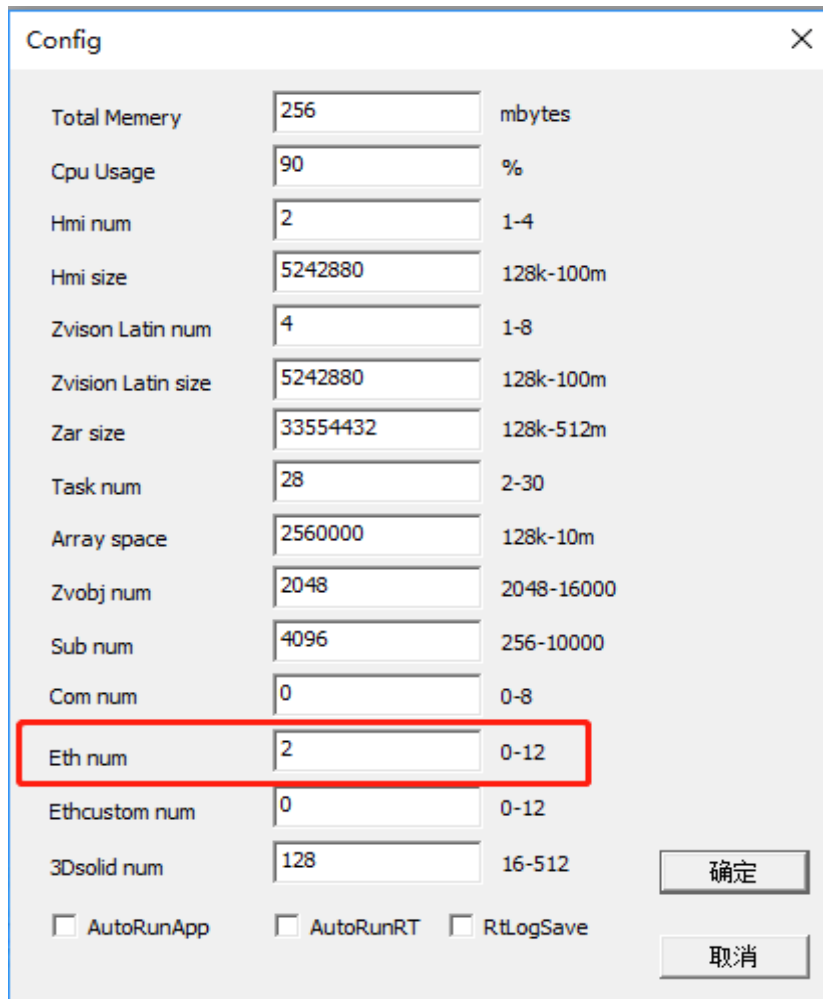 Config
Total Memery 256 mbytes
Cpu Usage 90 %
Hmi num 2 1-4
Hmi size 5242880 128k-100m
Zvison Latin num 4 1-8
Zvision Latin size 5242880 128k-100m
Zar size 33554432 128k-512m
Task num 28 2-30
Array space 2560000 128k-10m
Zvobj num 2048 2048-16000
Sub num 4096 256-10000
Com num 0 0-8
Eth num 2 0-12
Ethcustom num 0 0-12
3Dsolid num 128 16-512
确定
AutoRunApp AutoRunRT RtLogSave
取消